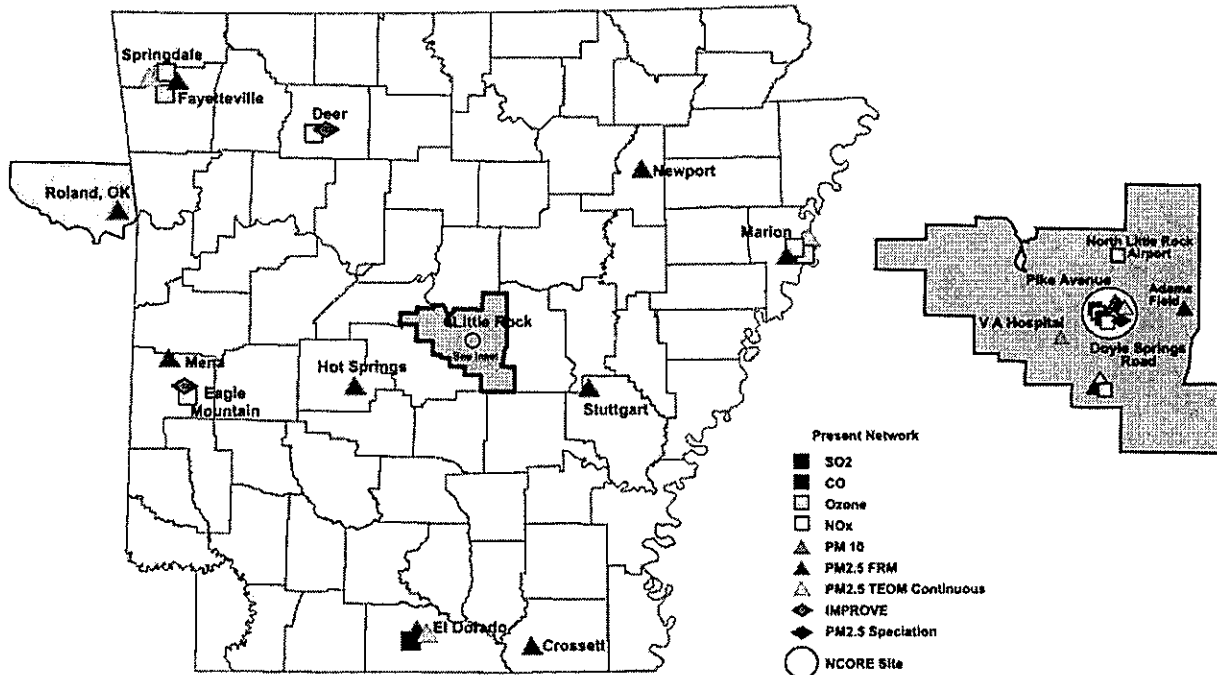 Springdale
Fayetteville
Deer
Roland, OK
Newport
Marion
Little Rock
See Inset
Mena
Hot Springs
Eagle
Mountain
Stuttgart
El Dorado
Crossett
North Little Rock
Airport
Pike Avenue
Adams
Field
V A Hospital
Doyle Springs
Road
Present Network
SO2
CO
Ozone
NOx
PM 10
PM2.5 FRM
PM2.5 TEOM Continuous
IMPROVE
PM2.5 Speciation
NCORE Site